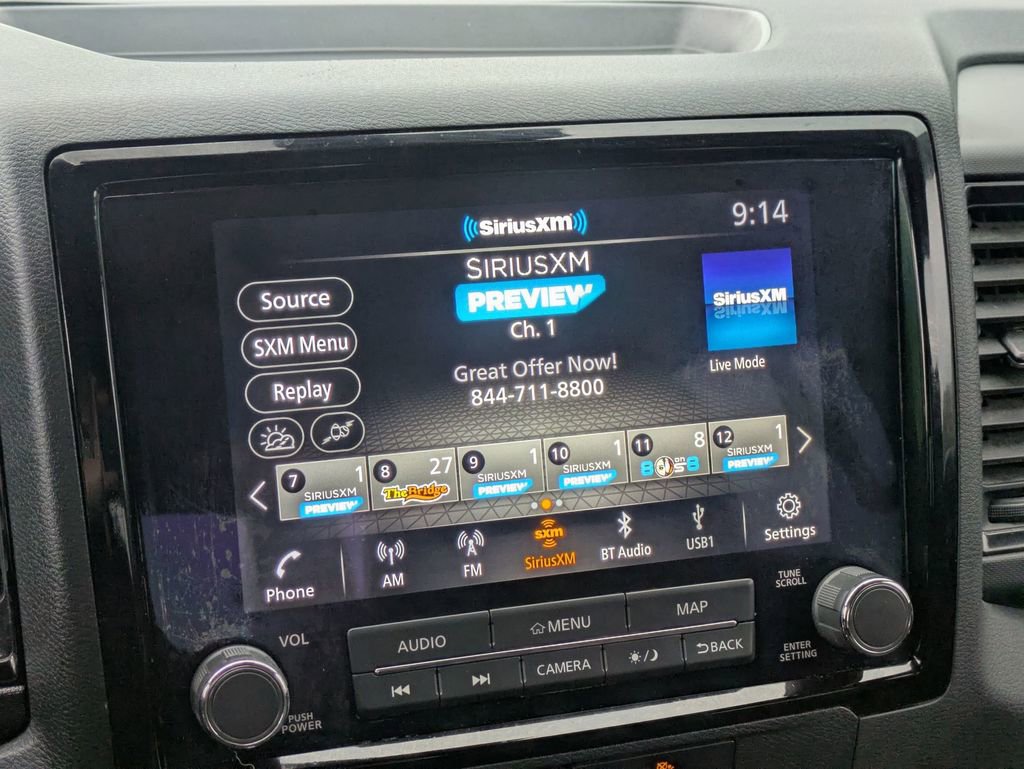 SiriusXM
9:14
SIRIUSXM
PREVIEW
Ch. 1
Great Offer Now!
844-711-8800
Source
SXM Menu
Replay
SiriusXM
Live Mode
7 1 SIRIUSXM PREVIEW
8 27 The Bridge
9 1 SIRIUSXM PREVIEW
10 1 SIRIUSXM PREVIEW
11 8 80s on 8
12 1 SIRIUSXM PREVIEW
Phone
AM
FM
sxm
SiriusXM
BT Audio
USB1
Settings
VOL
PUSH
POWER
AUDIO
MENU
MAP
CAMERA
BACK
TUNE
SCROLL
ENTER
SETTING